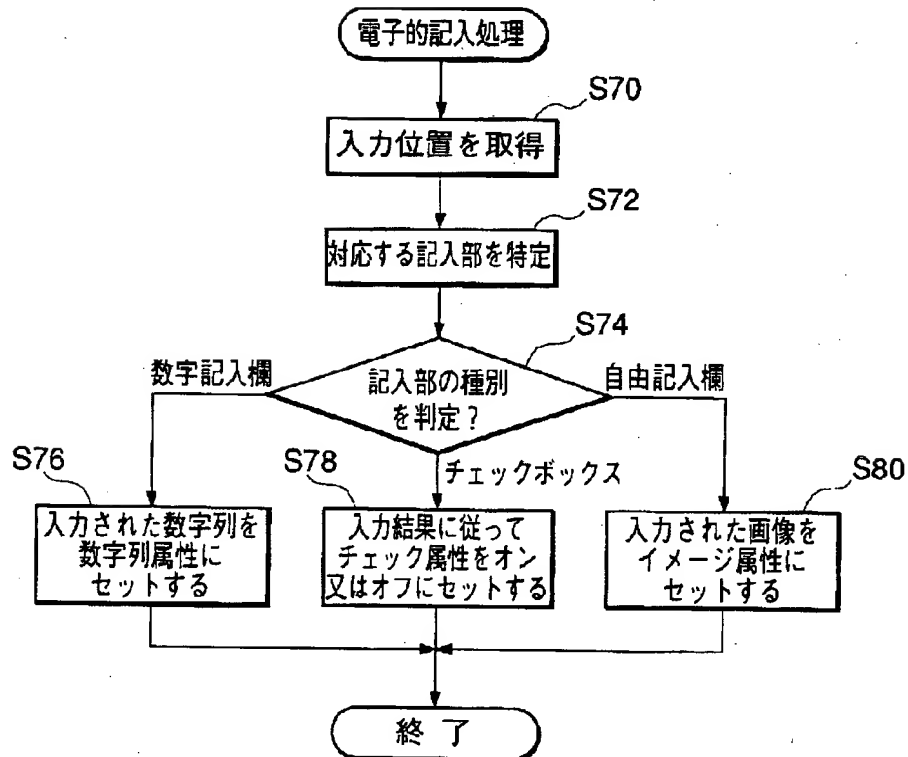 電子的記入処理
S70
入力位置を取得
S72
対応する記入部を特定
S74
数字記入欄
記入部の種別
を判定?
自由記入欄
チェックボックス
S76
入力された数字列を
数字列属性に
セットする
S78
入力結果に従って
チェック属性をオン
又はオフにセットする
S80
入力された画像を
イメージ属性に
セットする
終了